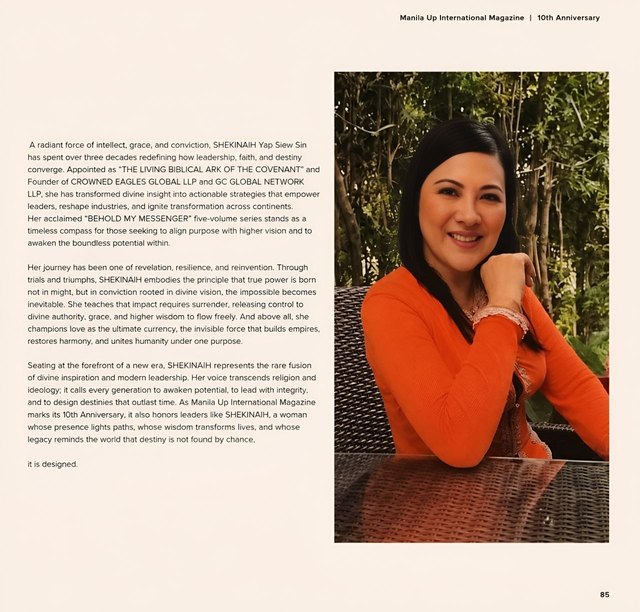 Manila Up International Magazine | 10th Anniversary
A radiant force of intellect, grace, and conviction, SHEKINAIH Yap Siew Sin
has spent over three decades redefining how leadership, faith, and destiny
converge. Appointed as "THE LIVING BIBLICAL ARK OF THE COVENANT" and
Founder of CROWNED EAGLES GLOBAL LLP and GC GLOBAL NETWORK
LLP, she has transformed divine insight into actionable strategies that empower
leaders, reshape industries, and ignite transformation across continents.
Her acclaimed "BEHOLD MY MESSENGER" five-volume series stands as a
timeless compass for those seeking to align purpose with higher vision and to
awaken the boundless potential within.
Her journey has been one of revelation, resilience, and reinvention. Through
trials and triumphs, SHEKINAIH embodies the principle that true power is born
not in might, but in conviction rooted in divine vision, the impossible becomes
inevitable. She teaches that impact requires surrender, releasing control to
divine authority, grace, and higher wisdom to flow freely. And above all, she
champions love as the ultimate currency, the invisible force that builds empires,
restores harmony, and unites humanity under one purpose.
Seating at the forefront of a new era, SHEKINAIH represents the rare fusion
of divine inspiration and modern leadership. Her voice transcends religion and
ideology; it calls every generation to awaken potential, to lead with integrity,
and to design destinies that outlast time. As Manila Up International Magazine
marks its 10th Anniversary, it also honors leaders like SHEKINAIH, a woman
whose presence lights paths, whose wisdom transforms lives, and whose
legacy reminds the world that destiny is not found by chance,
it is designed.
85